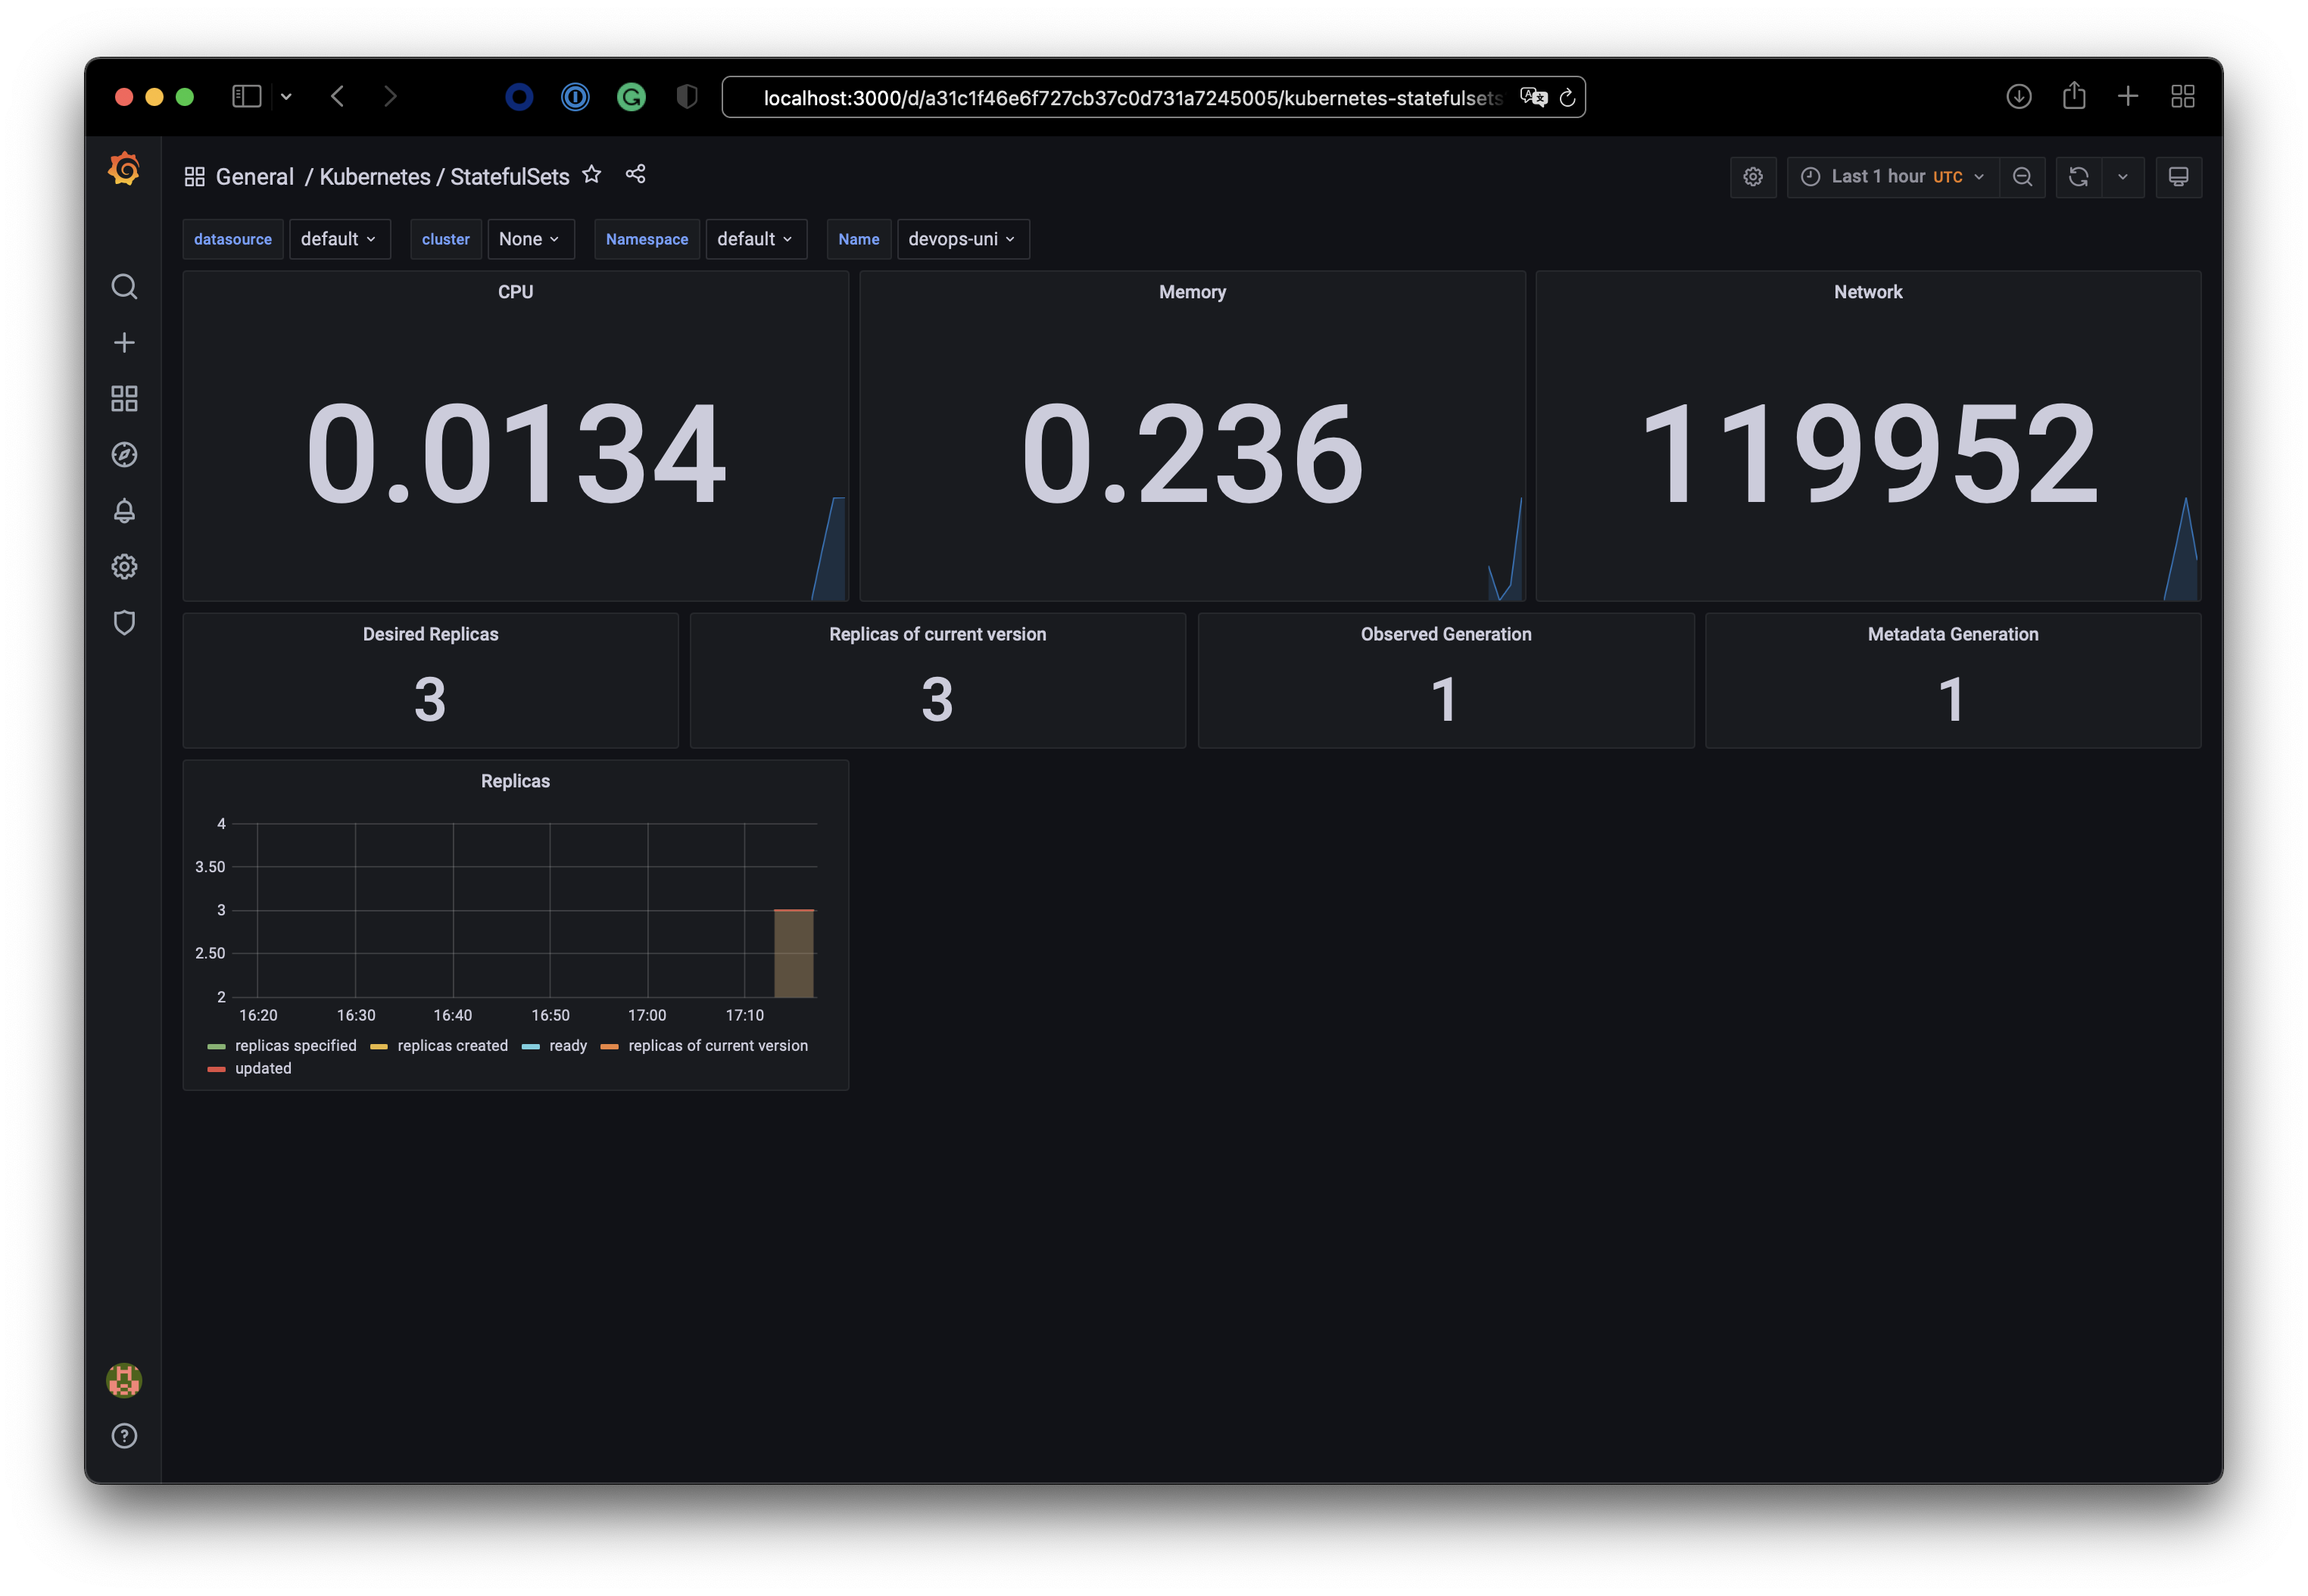 localhost:3000/d/a31c1f46e6f727cb37c0d731a7245005/kubernetes-statefulsets
General / Kubernetes / StatefulSets
Last 1 hour UTC
datasource default cluster None Namespace default Name devops-uni
CPU
0.0134
Memory
0.236
Network
119952
Desired Replicas
3
Replicas of current version
3
Observed Generation
1
Metadata Generation
1
Replicas
4
3.50
3
2.50
2
16:20 16:30 16:40 16:50 17:00 17:10
replicas specified replicas created ready replicas of current version
updated